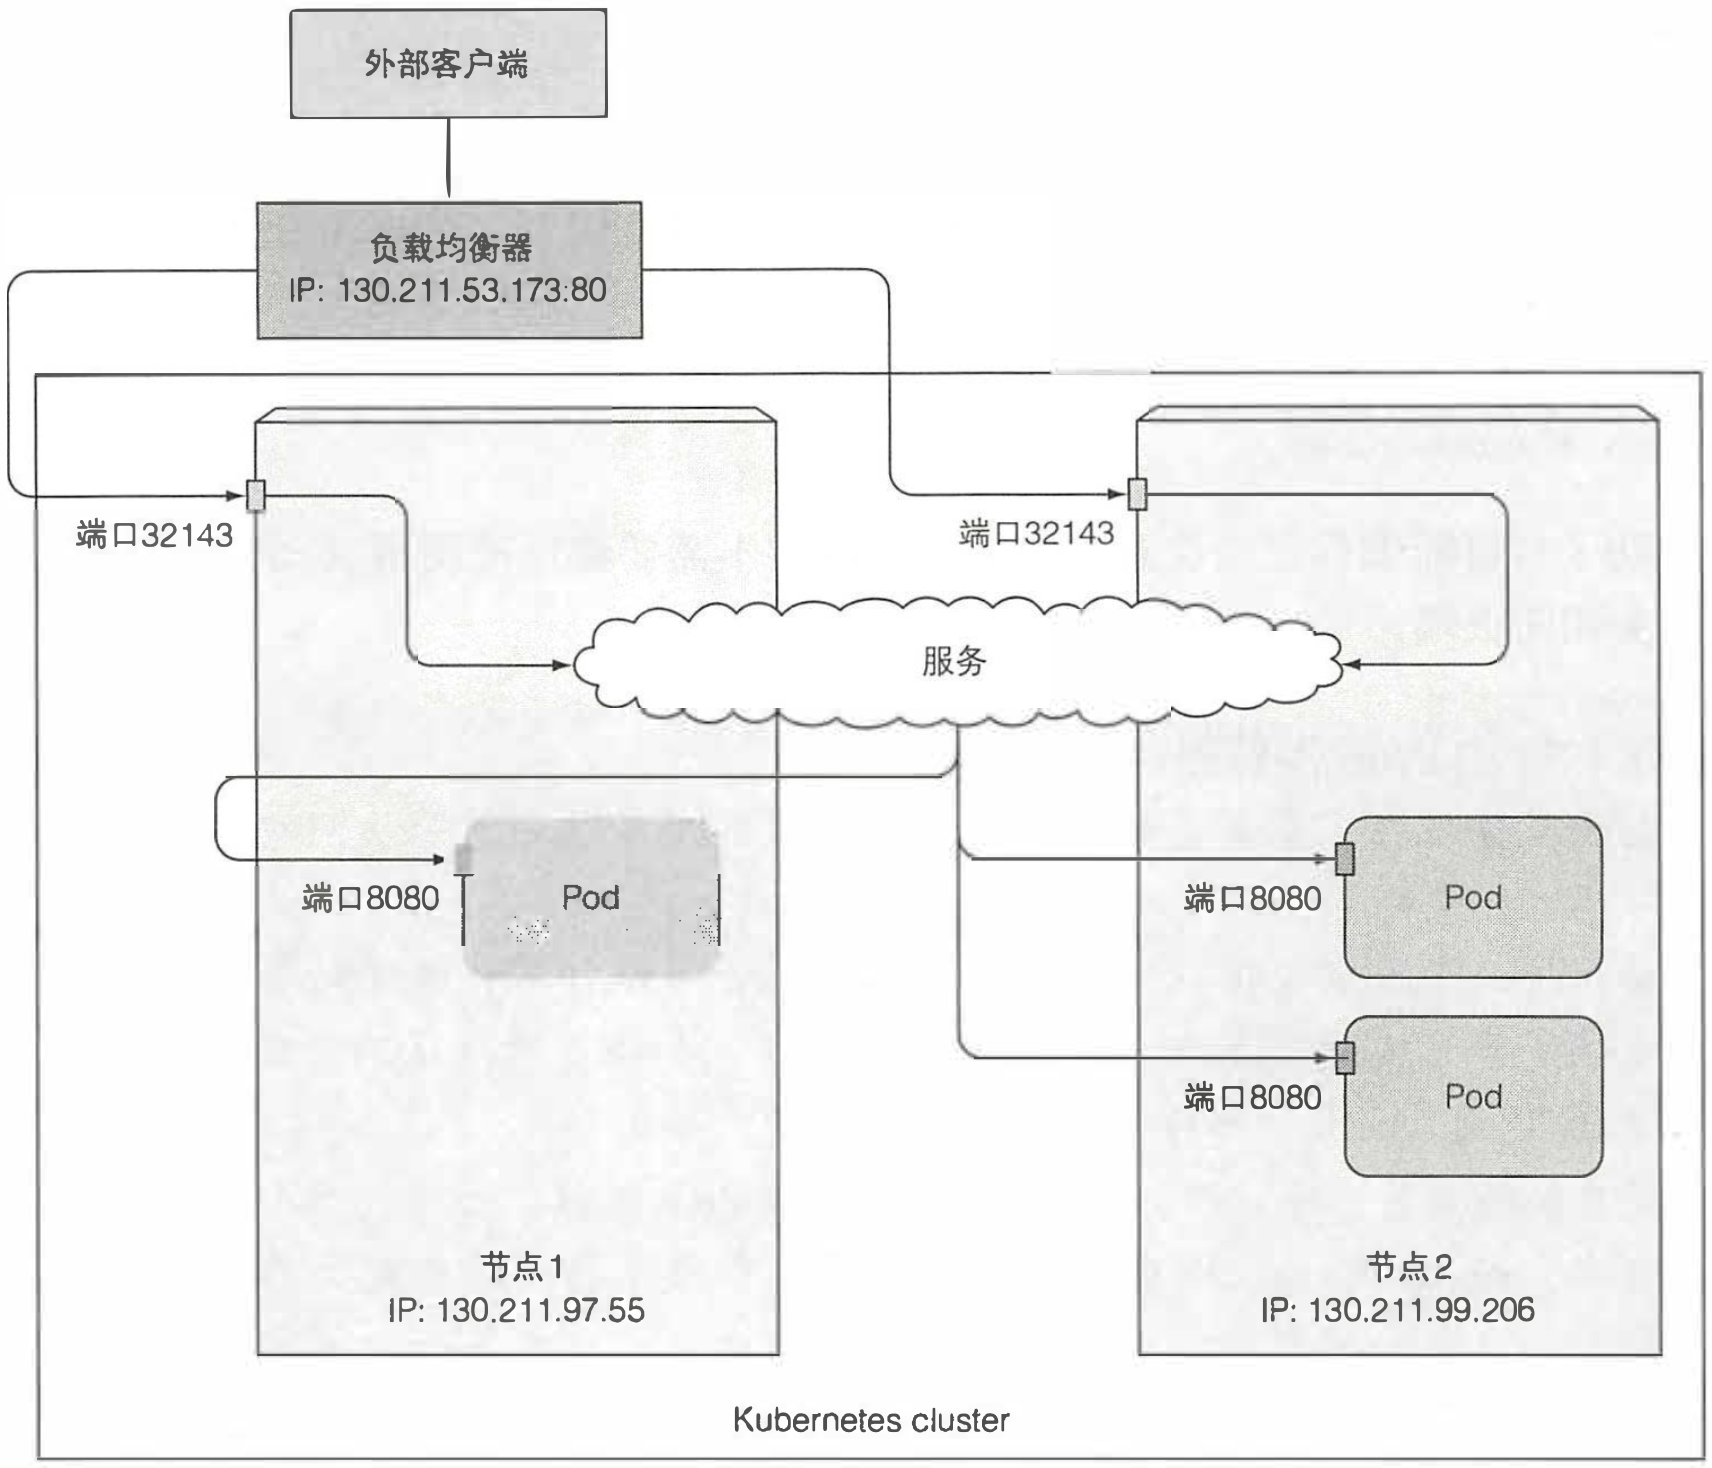 外部客户端
负载均衡器
IP: 130.211.53.173:80
端口32143
端口32143
服务
端口8080
Pod
端口8080
Pod
端口8080
Pod
节点1
IP: 130.211.97.55
节点2
IP: 130.211.99.206
Kubernetes cluster